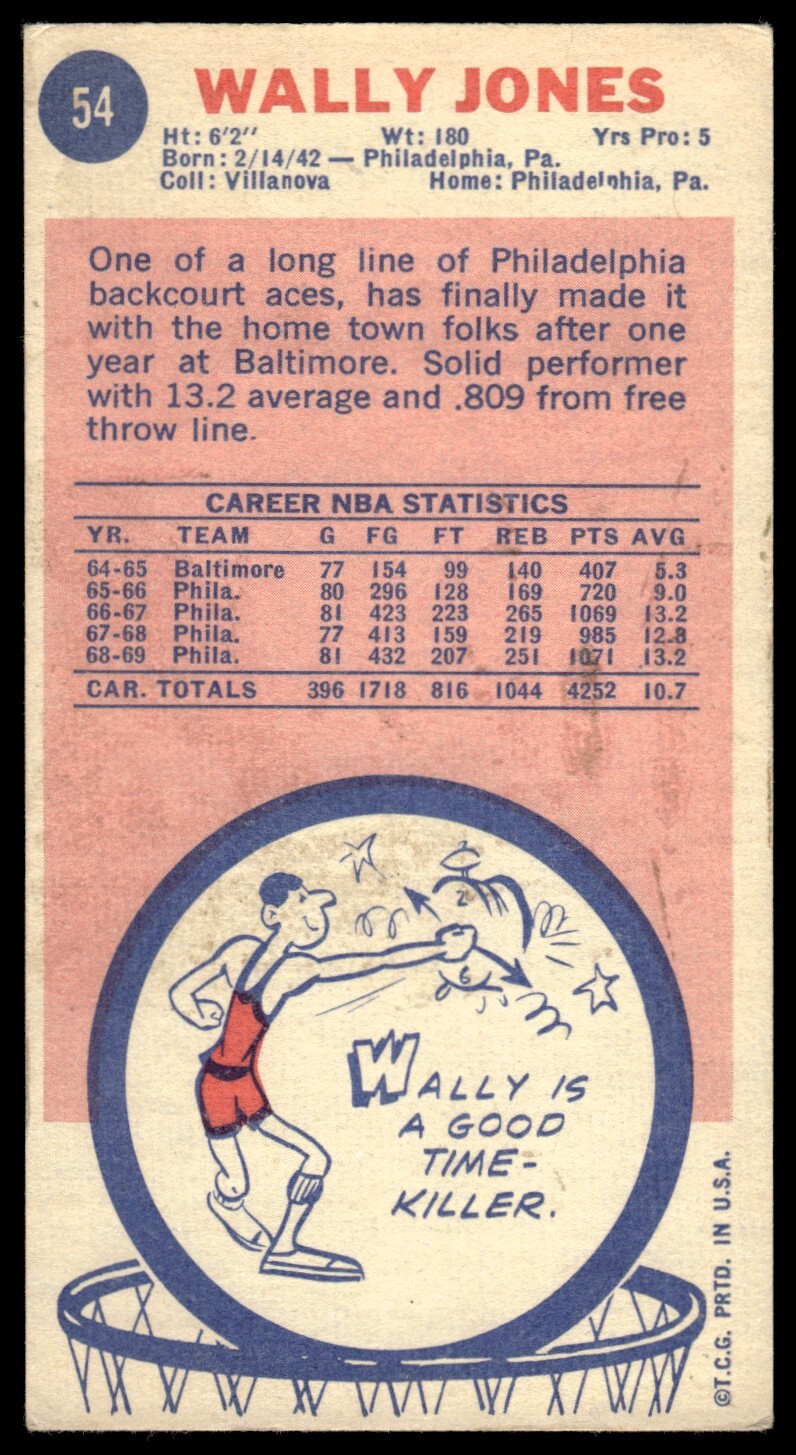 54
WALLY JONES
Ht: 6'2" Wt: 180 Yrs Pro: 5
Born: 2/14/42 — Philadelphia, Pa.
Coll: Villanova Home: Philadelphia, Pa.
One of a long line of Philadelphia
backcourt aces, has finally made it
with the home town folks after one
year at Baltimore. Solid performer
with 13.2 average and .809 from free
throw line.
CAREER NBA STATISTICS
YR. TEAM G FG FT REB PTS AVG
64-65 Baltimore 77 154 99 140 407 5.3
65-66 Phila. 80 296 128 169 720 9.0
66-67 Phila. 81 423 223 265 1069 13.2
67-68 Phila. 77 413 159 219 985 12.8
68-69 Phila. 81 432 207 251 1071 13.2
CAR. TOTALS 396 1718 816 1044 4252 10.7
2
6
WALLY IS
A GOOD
TIME-
KILLER.
©T.C.G. PRTD. IN U.S.A.